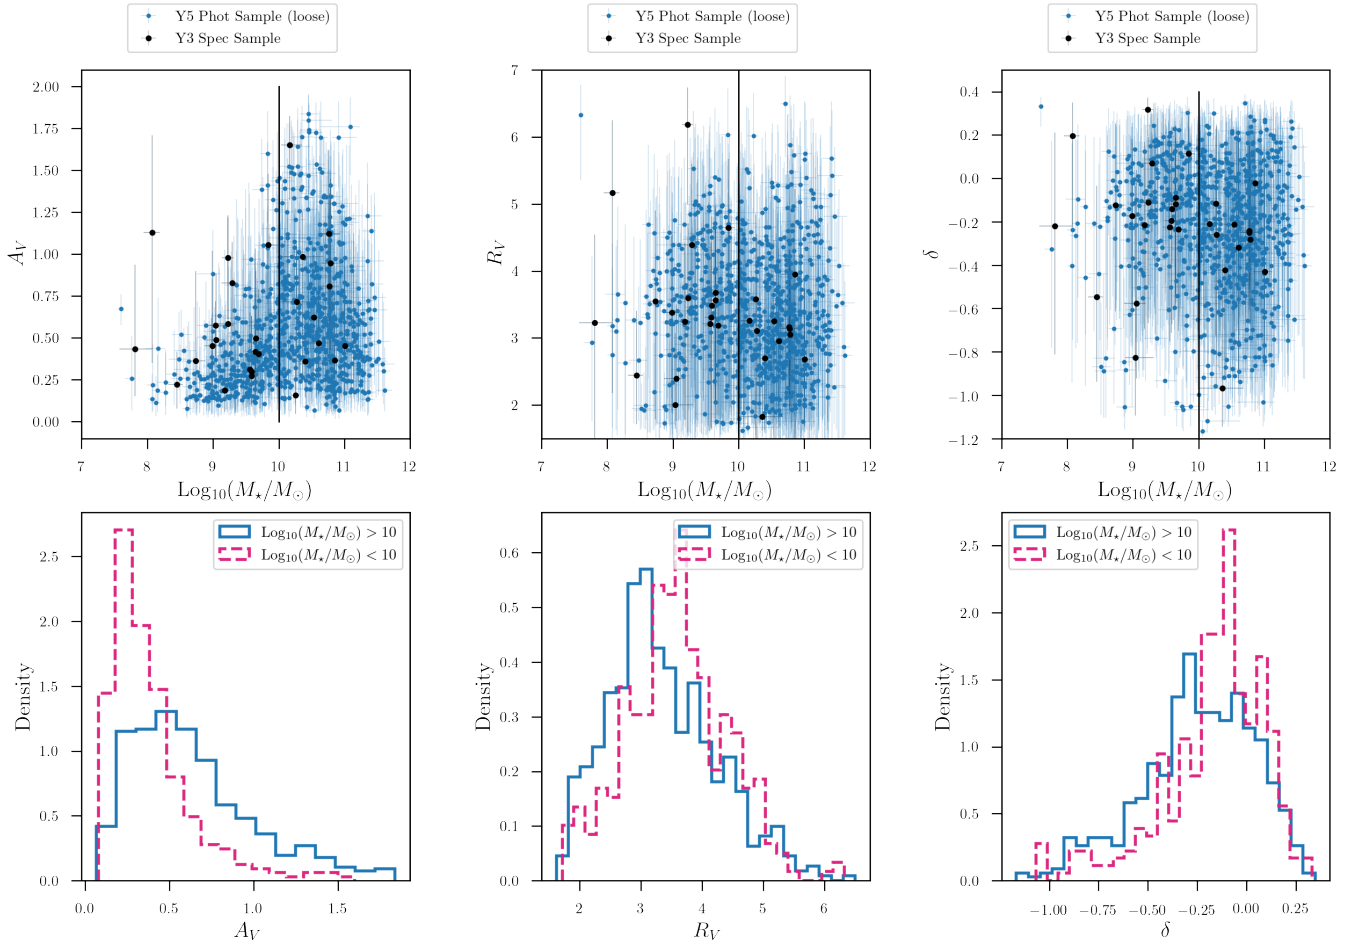 Y5 Phot Sample (loose)
Y3 Spec Sample
Y5 Phot Sample (loose)
Y3 Spec Sample
Y5 Phot Sample (loose)
Y3 Spec Sample
2.00
1.75
1.50
1.25
1.00
0.75
0.50
0.25
0.00
A_V
7 8 9 10 11 12
Log₁₀(M⋆/M⊙)
7
6
5
4
3
2
R_V
7 8 9 10 11 12
Log₁₀(M⋆/M⊙)
0.4
0.2
0.0
−0.2
−0.4
−0.6
−0.8
−1.0
−1.2
δ
7 8 9 10 11 12
Log₁₀(M⋆/M⊙)
Log₁₀(M⋆/M⊙) > 10
Log₁₀(M⋆/M⊙) < 10
2.5
2.0
1.5
1.0
0.5
0.0
Density
0.0 0.5 1.0 1.5
A_V
Log₁₀(M⋆/M⊙) > 10
Log₁₀(M⋆/M⊙) < 10
0.6
0.5
0.4
0.3
0.2
0.1
0.0
Density
2 3 4 5 6
R_V
Log₁₀(M⋆/M⊙) > 10
Log₁₀(M⋆/M⊙) < 10
2.5
2.0
1.5
1.0
0.5
0.0
Density
−1.00 −0.75 −0.50 −0.25 0.00 0.25
δ